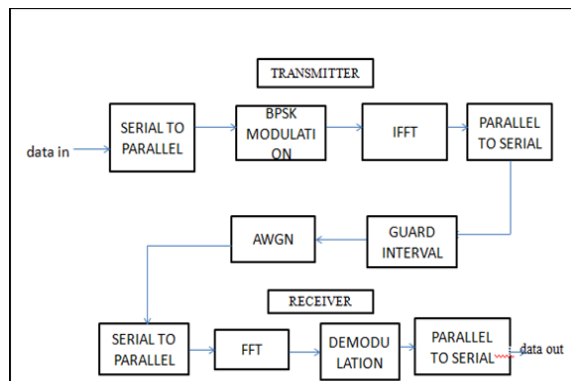 TRANSMITTER
data in
SERIAL TO
PARALLEL
BPSK
MODULATI
ON
IFFT
PARALLEL
TO SERIAL
AWGN
GUARD
INTERVAL
RECEIVER
SERIAL TO
PARALLEL
FFT
DEMODU
LATION
PARALLEL
TO SERIAL
data out